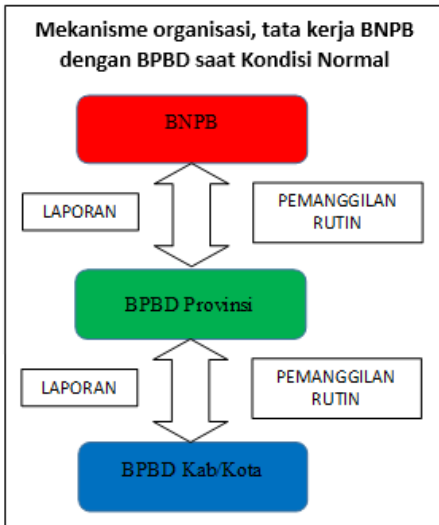 Mekanisme organisasi, tata kerja BNPB
dengan BPBD saat Kondisi Normal
BNPB
LAPORAN
PEMANGGILAN
RUTIN
BPBD Provinsi
LAPORAN
PEMANGGILAN
RUTIN
BPBD Kab/Kota